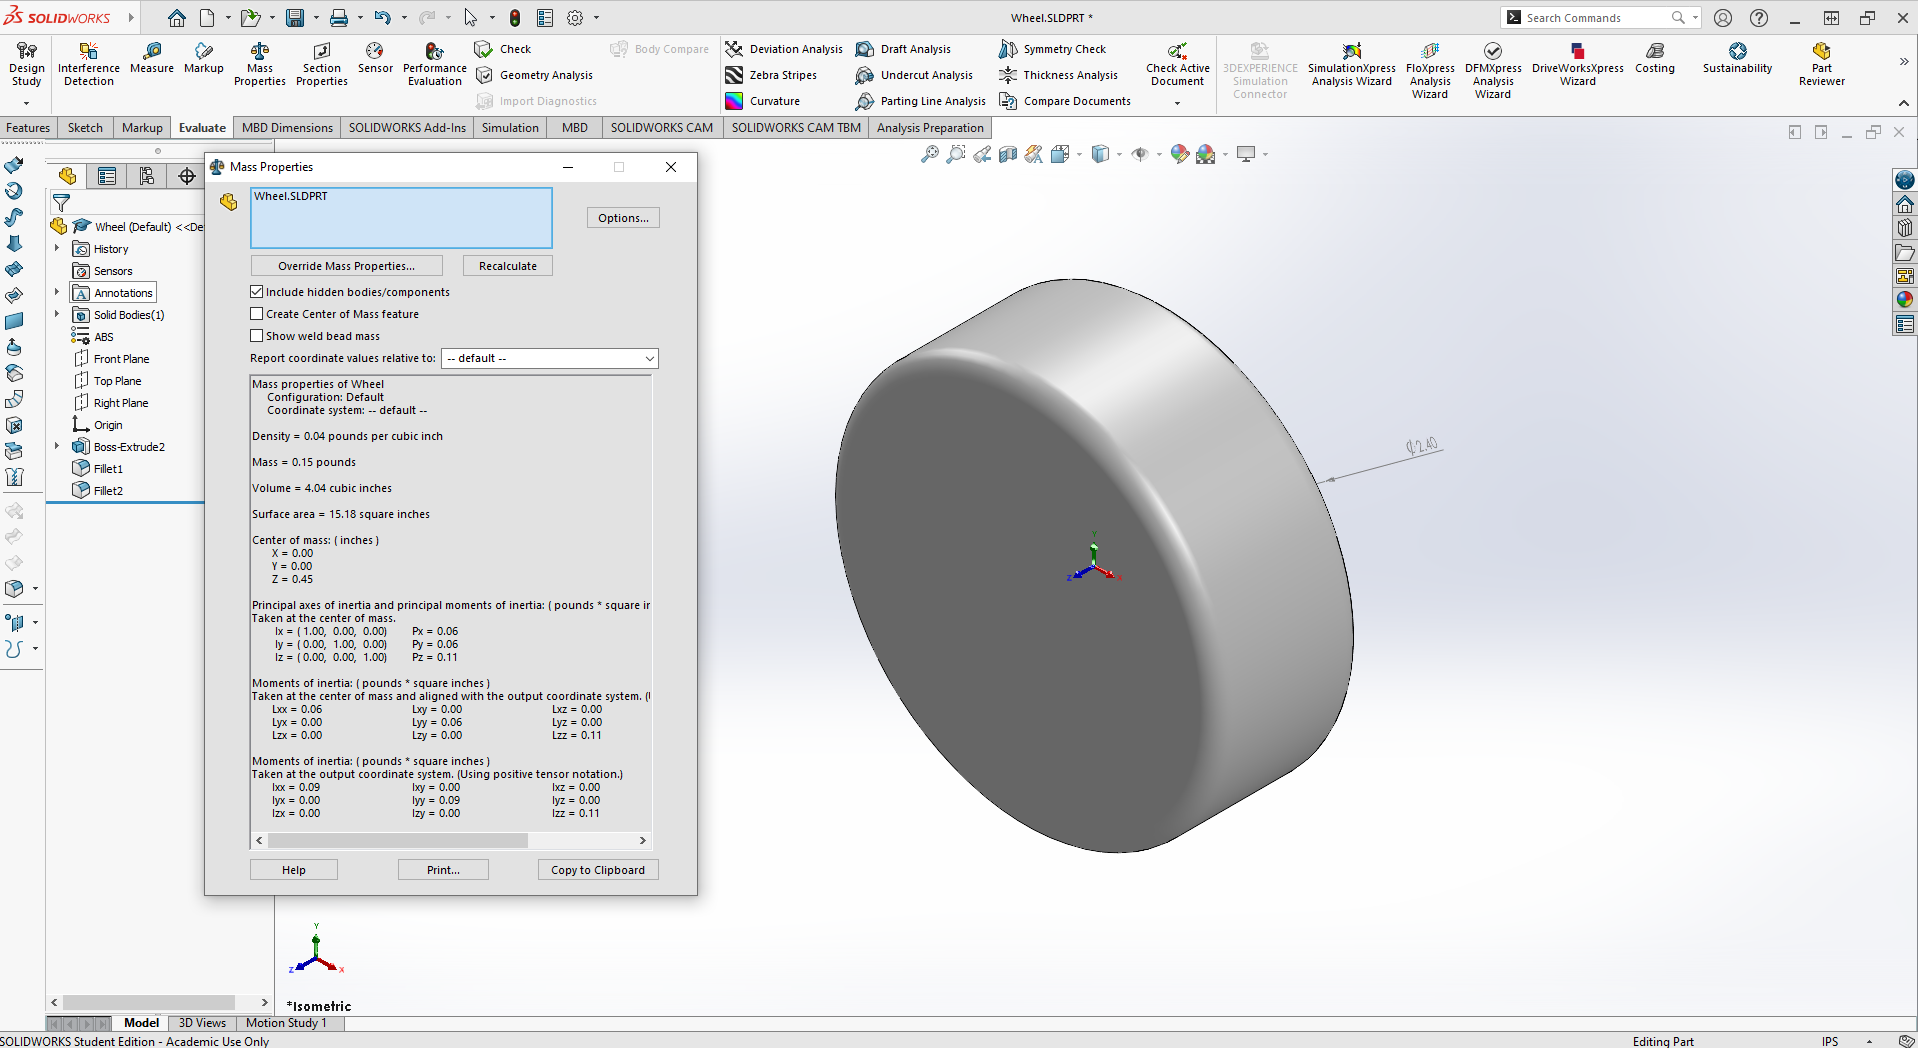 SOLIDWORKS
Wheel.SLDPRT *
Search Commands
Design Study
Interference Detection
Measure
Markup
Mass Properties
Section Properties
Sensor
Performance Evaluation
Check
Geometry Analysis
Import Diagnostics
Body Compare
Deviation Analysis
Zebra Stripes
Curvature
Draft Analysis
Undercut Analysis
Parting Line Analysis
Symmetry Check
Thickness Analysis
Compare Documents
Check Active Document
3DEXPERIENCE Simulation Connector
SimulationXpress Analysis Wizard
FloXpress Analysis Wizard
DFMXpress Analysis Wizard
DriveWorksXpress Wizard
Costing
Sustainability
Part Reviewer
Features Sketch Markup Evaluate MBD Dimensions SOLIDWORKS Add-Ins Simulation MBD SOLIDWORKS CAM SOLIDWORKS CAM TBM Analysis Preparation
Wheel (Default) <<De
History
Sensors
Annotations
Solid Bodies(1)
ABS
Front Plane
Top Plane
Right Plane
Origin
Boss-Extrude2
Fillet1
Fillet2
Mass Properties
Wheel.SLDPRT
Options...
Override Mass Properties... Recalculate
Include hidden bodies/components
Create Center of Mass feature
Show weld bead mass
Report coordinate values relative to: -- default --
Mass properties of Wheel
Configuration: Default
Coordinate system: -- default --
Density = 0.04 pounds per cubic inch
Mass = 0.15 pounds
Volume = 4.04 cubic inches
Surface area = 15.18 square inches
Center of mass: ( inches )
X = 0.00
Y = 0.00
Z = 0.45
Principal axes of inertia and principal moments of inertia: ( pounds * square in
Taken at the center of mass.
Ix = ( 1.00, 0.00, 0.00) Px = 0.06
Iy = ( 0.00, 1.00, 0.00) Py = 0.06
Iz = ( 0.00, 0.00, 1.00) Pz = 0.11
Moments of inertia: ( pounds * square inches )
Taken at the center of mass and aligned with the output coordinate system. (
Lxx = 0.06 Lxy = 0.00 Lxz = 0.00
Lyx = 0.00 Lyy = 0.06 Lyz = 0.00
Lzx = 0.00 Lzy = 0.00 Lzz = 0.11
Moments of inertia: ( pounds * square inches )
Taken at the output coordinate system. (Using positive tensor notation.)
Ixx = 0.09 Ixy = 0.00 Ixz = 0.00
Iyx = 0.00 Iyy = 0.09 Iyz = 0.00
Izx = 0.00 Izy = 0.00 Izz = 0.11
Help Print... Copy to Clipboard
⌀2.40
Y
Z X
Y
Z X
*Isometric
Model 3D Views Motion Study 1
SOLIDWORKS Student Edition - Academic Use Only
Editing Part IPS